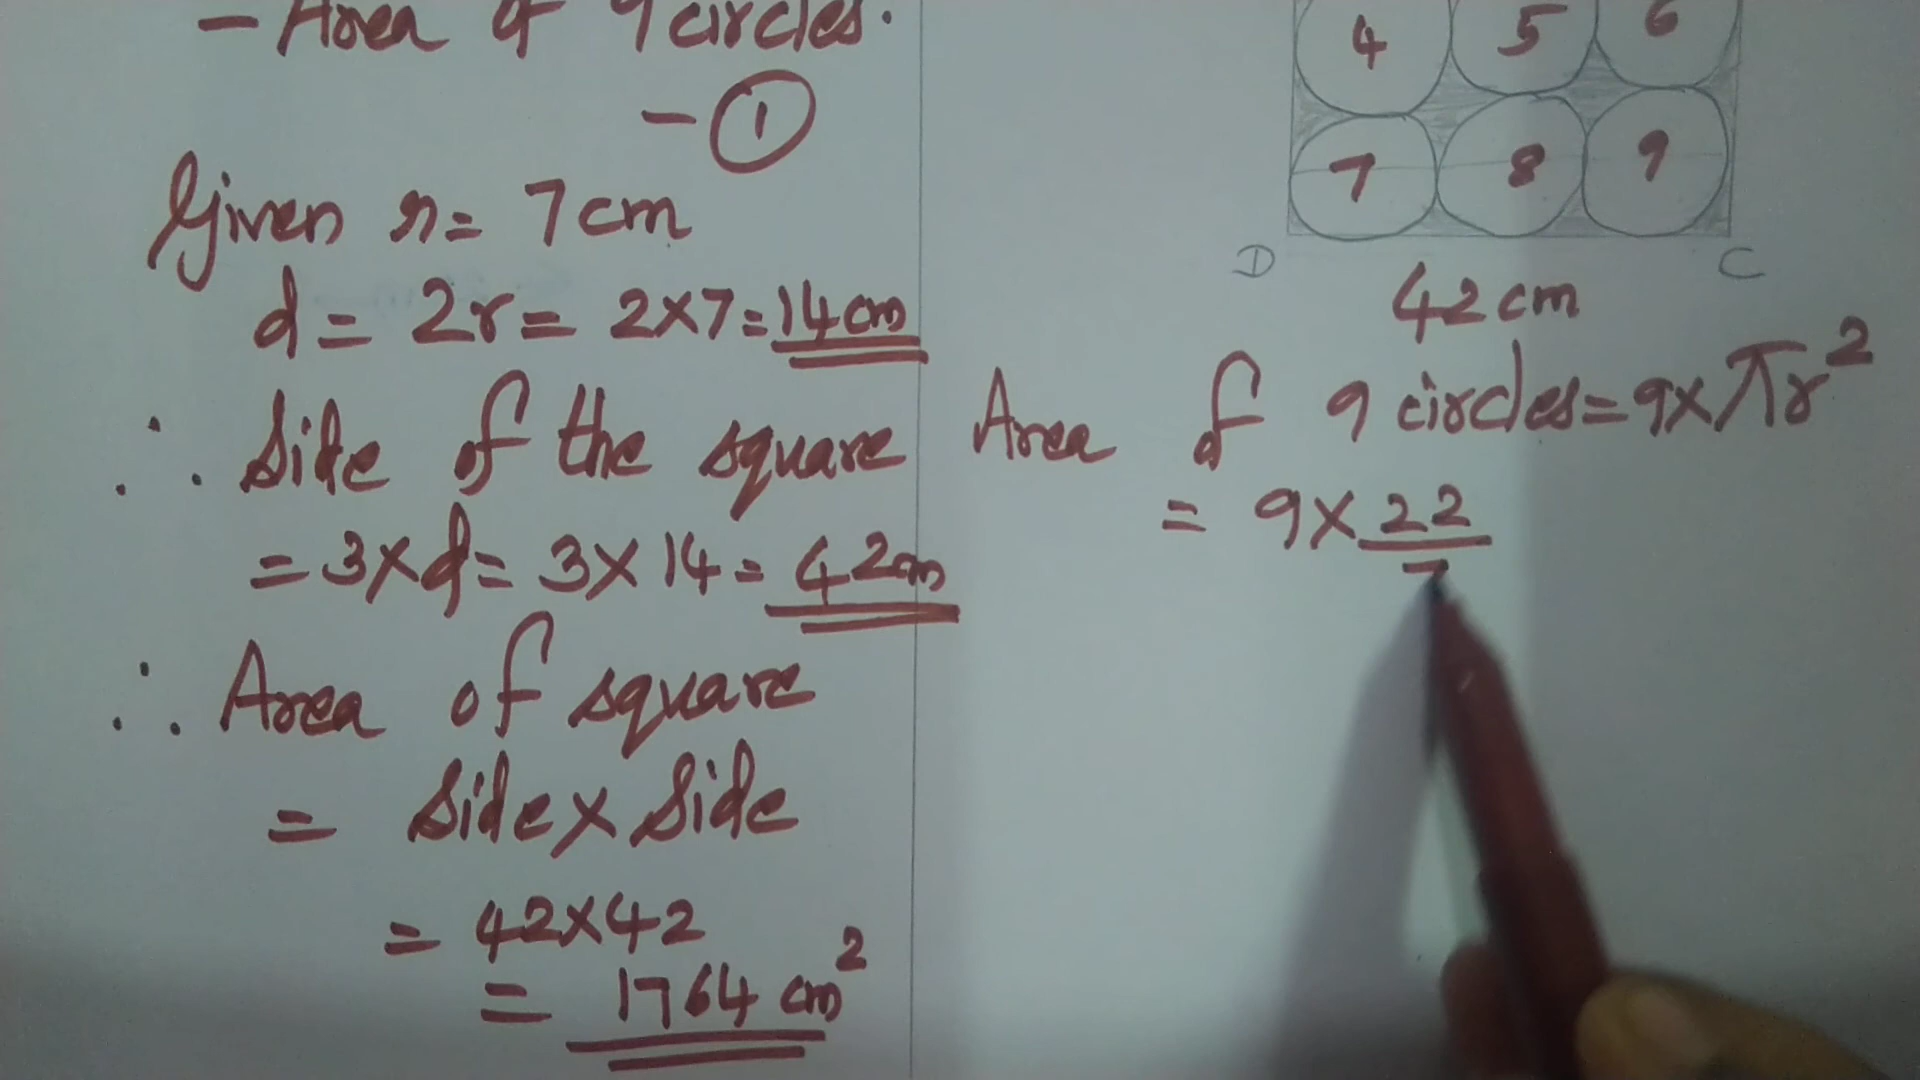 - Area of 9 circles.
- ①
Given r = 7cm
d = 2r = 2×7 = 14cm
∴ Side of the square
= 3×d = 3×14 = 42cm
∴ Area of square
= side × side
= 42×42
= 1764 cm²
4 5 6
7 8 9
D C
42 cm
Area of 9 circles = 9×πr²
= 9×22/7